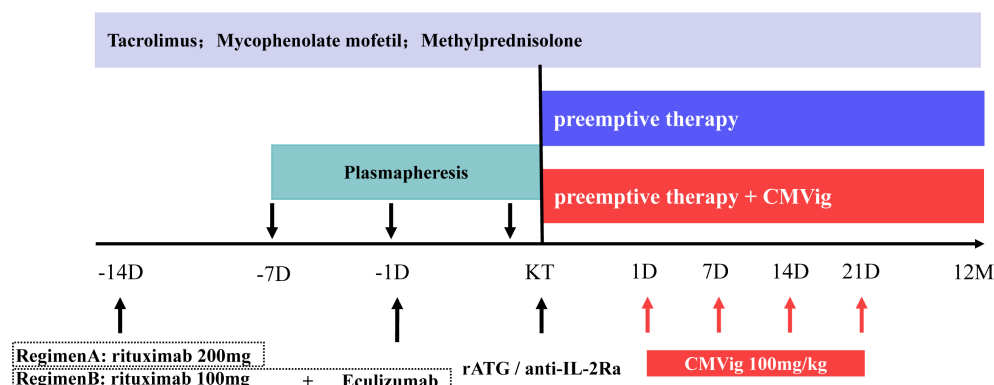 Tacrolimus；Mycophenolate mofetil；Methylprednisolone
preemptive therapy
Plasmapheresis
preemptive therapy + CMVig
-14D -7D -1D KT 1D 7D 14D 21D 12M
RegimenA: rituximab 200mg
rATG / anti-IL-2Ra
CMVig 100mg/kg
RegimenB: rituximab 100mg + Eculizumab